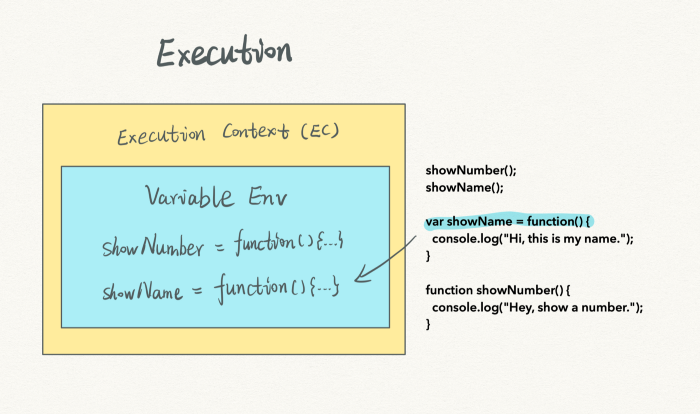 Execution
Execution Context (EC)
Variable Env
showNumber = function(){...}
showName = function(){...}
showNumber();
showName();
var showName = function() {
console.log("Hi, this is my name.");
}
function showNumber() {
console.log("Hey, show a number.");
}